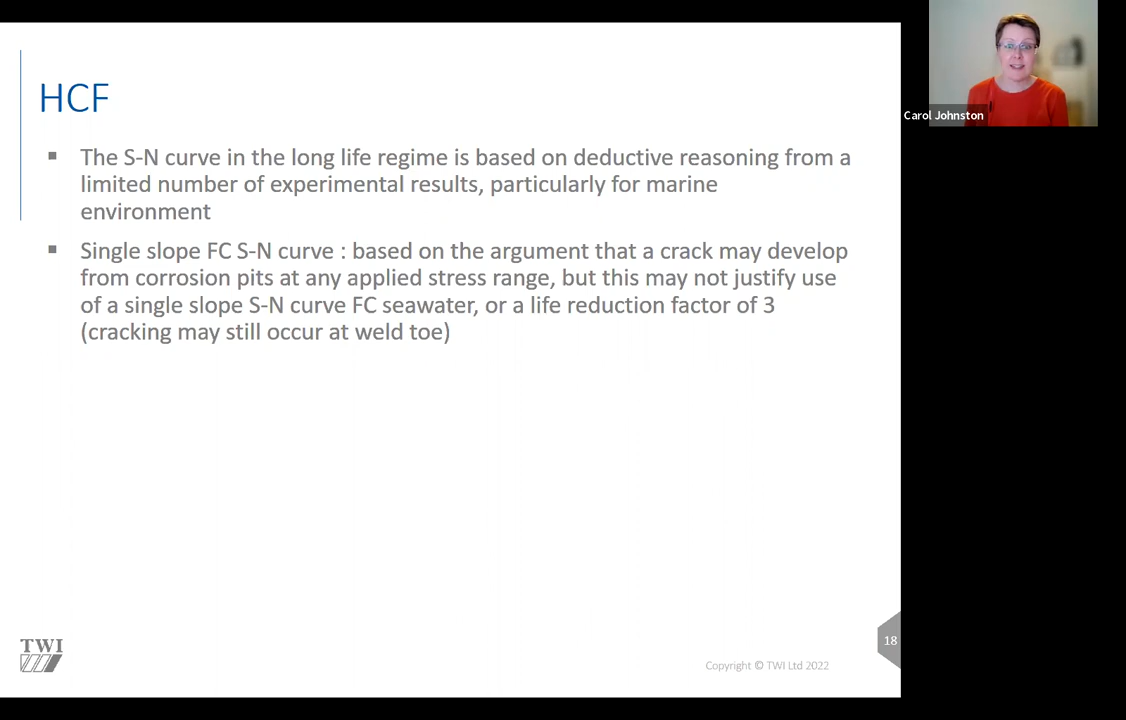 HCF
The S-N curve in the long life regime is based on deductive reasoning from a
limited number of experimental results, particularly for marine
environment
Single slope FC S-N curve : based on the argument that a crack may develop
from corrosion pits at any applied stress range, but this may not justify use
of a single slope S-N curve FC seawater, or a life reduction factor of 3
(cracking may still occur at weld toe)
Carol Johnston
TWI
18
Copyright © TWI Ltd 2022